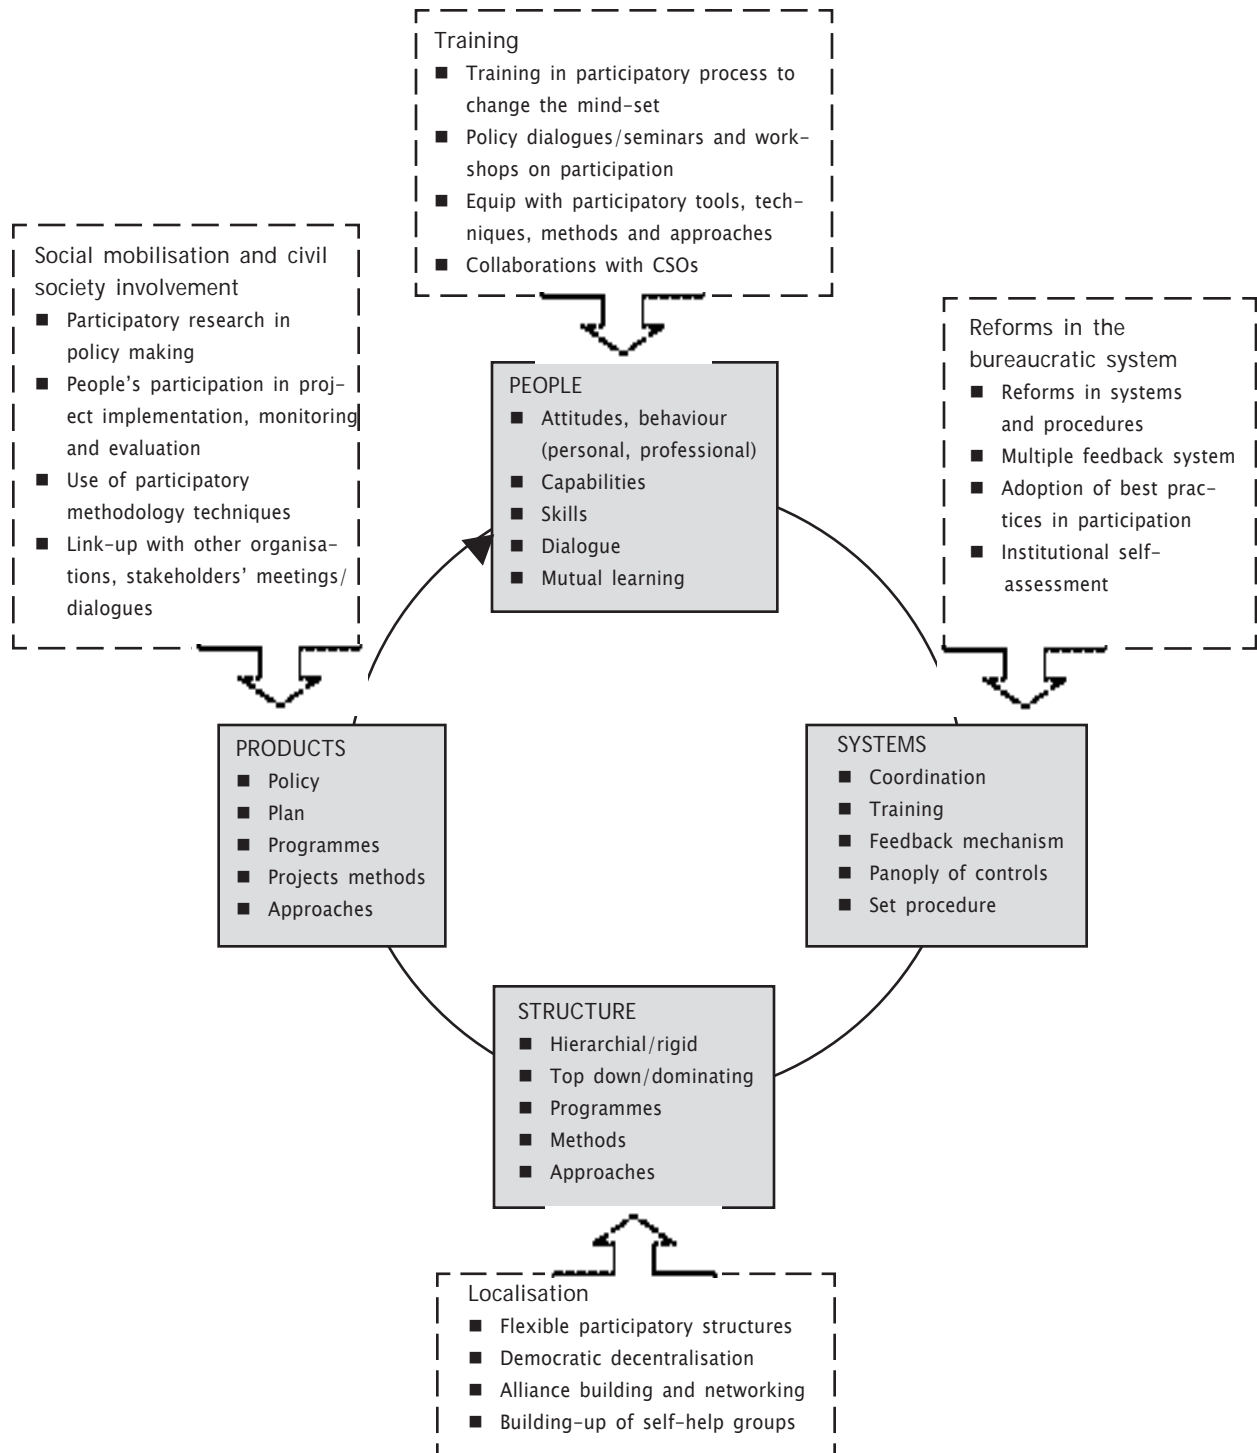 Training
■ Training in participatory process to
change the mind-set
■ Policy dialogues/seminars and work-
shops on participation
■ Equip with participatory tools, tech-
niques, methods and approaches
■ Collaborations with CSOs
Social mobilisation and civil
society involvement
■ Participatory research in
policy making
■ People's participation in proj-
ect implementation, monitoring
and evaluation
■ Use of participatory
methodology techniques
■ Link-up with other organisa-
tions, stakeholders' meetings/
dialogues
Reforms in the
bureaucratic system
■ Reforms in systems
and procedures
■ Multiple feedback system
■ Adoption of best prac-
tices in participation
■ Institutional self-
assessment
PEOPLE
■ Attitudes, behaviour
(personal, professional)
■ Capabilities
■ Skills
■ Dialogue
■ Mutual learning
PRODUCTS
■ Policy
■ Plan
■ Programmes
■ Projects methods
■ Approaches
SYSTEMS
■ Coordination
■ Training
■ Feedback mechanism
■ Panoply of controls
■ Set procedure
STRUCTURE
■ Hierarchial/rigid
■ Top down/dominating
■ Programmes
■ Methods
■ Approaches
Localisation
■ Flexible participatory structures
■ Democratic decentralisation
■ Alliance building and networking
■ Building-up of self-help groups